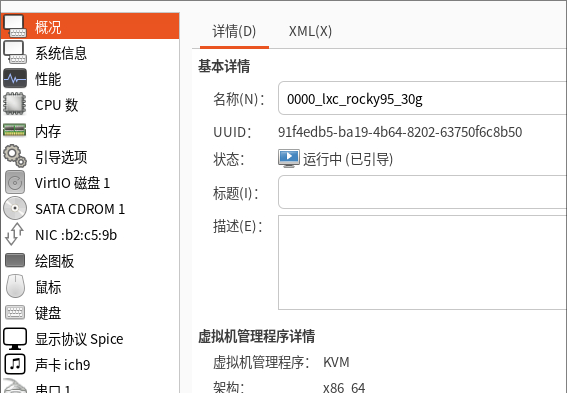 概况
系统信息
性能
CPU 数
内存
引导选项
VirtIO 磁盘 1
SATA CDROM 1
NIC :b2:c5:9b
绘图板
鼠标
键盘
显示协议 Spice
声卡 ich9
串口 1
详情(D) XML(X)
基本详情
名称(N)： 0000_lxc_rocky95_30g
UUID： 91f4edb5-ba19-4b64-8202-63750f6c8b50
状态： 运行中 (已引导)
标题(I)：
描述(E)：
虚拟机管理程序详情
虚拟机管理程序： KVM
架构： x86_64